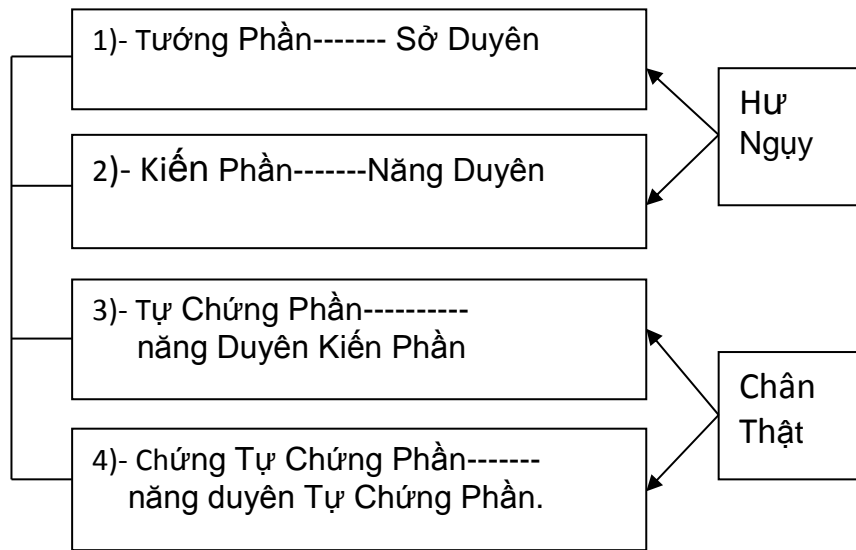 1)- Tướng Phần------- Sở Duyên
Hư
Ngụy
2)- Kiến Phần-------Năng Duyên
3)- Tự Chứng Phần----------
năng Duyên Kiến Phần
Chân
Thật
4)- Chứng Tự Chứng Phần-------
năng duyên Tự Chứng Phần.